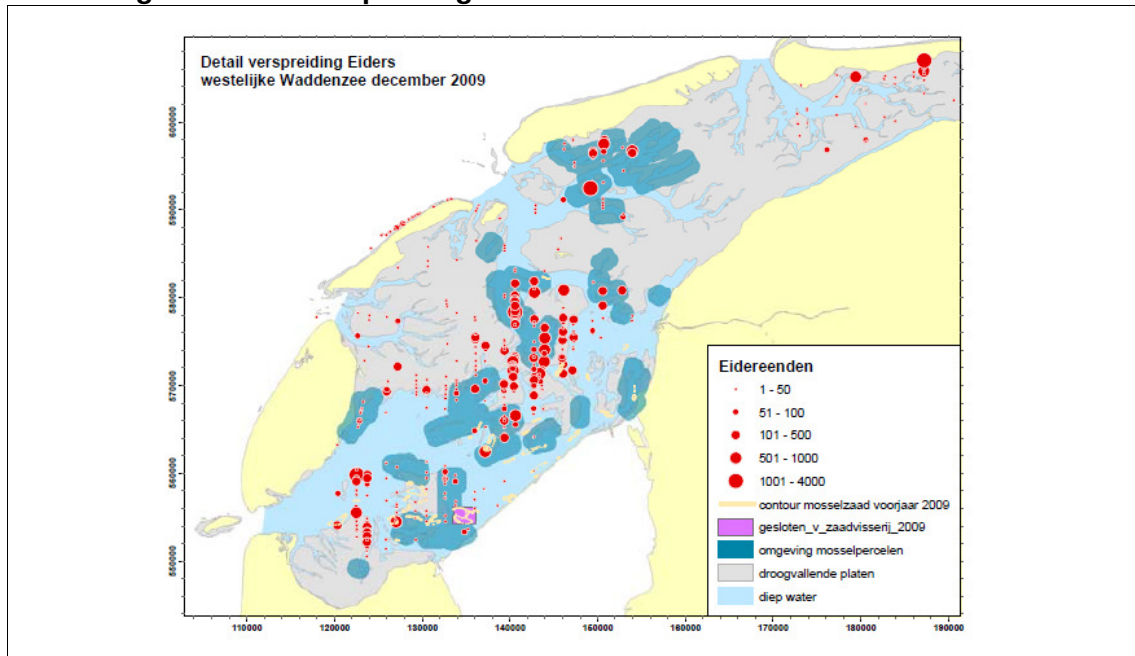 Detail verspreiding Eiders
westelijke Waddenzee december 2009
600000
590000
580000
570000
560000
550000
Eidereenden
1 - 50
51 - 100
101 - 500
501 - 1000
1001 - 4000
contour mosselzaad voorjaar 2009
gesloten_v_zaadvisserij_2009
omgeving mosselpercelen
droogvallende platen
diep water
110000 120000 130000 140000 150000 160000 170000 180000 190000